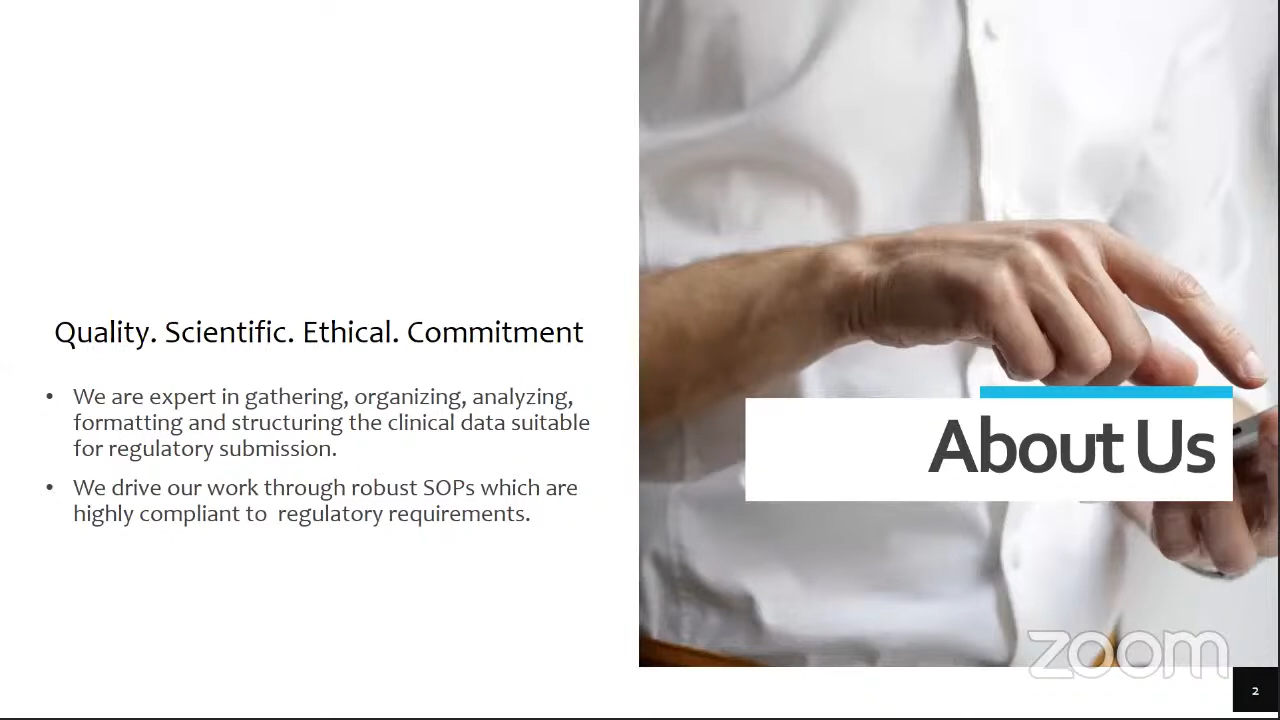 Quality. Scientific. Ethical. Commitment
• We are expert in gathering, organizing, analyzing,
formatting and structuring the clinical data suitable
for regulatory submission.
• We drive our work through robust SOPs which are
highly compliant to  regulatory requirements.
About Us
zoom
2